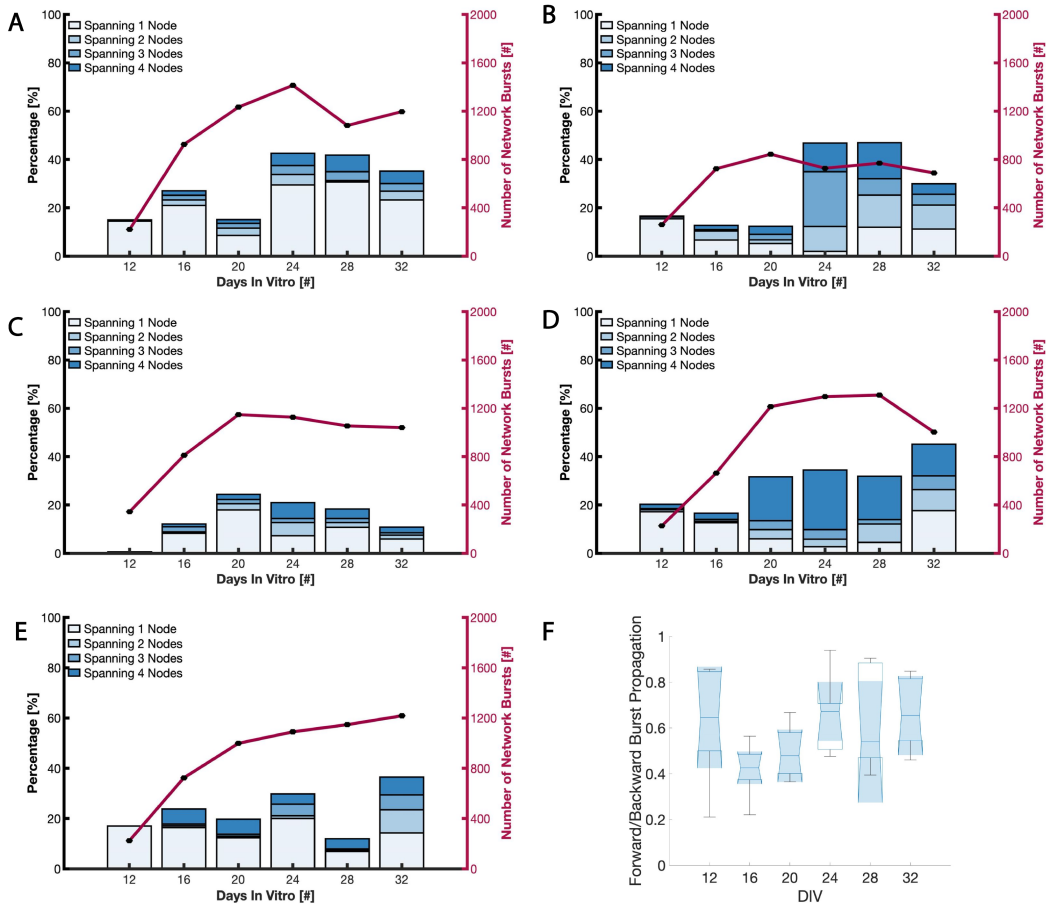 A
100
80
60
40
20
0
Percentage [%]
Spanning 1 Node
Spanning 2 Nodes
Spanning 3 Nodes
Spanning 4 Nodes
12 16 20 24 28 32
Days In Vitro [#]
2000
1600
1200
800
400
0
Number of Network Bursts [#]
B
100
80
60
40
20
0
Percentage [%]
Spanning 1 Node
Spanning 2 Nodes
Spanning 3 Nodes
Spanning 4 Nodes
12 16 20 24 28 32
Days In Vitro [#]
2000
1600
1200
800
400
0
Number of Network Bursts [#]
C
100
80
60
40
20
0
Percentage [%]
Spanning 1 Node
Spanning 2 Nodes
Spanning 3 Nodes
Spanning 4 Nodes
12 16 20 24 28 32
Days In Vitro [#]
2000
1600
1200
800
400
0
Number of Network Bursts [#]
D
100
80
60
40
20
0
Percentage [%]
Spanning 1 Node
Spanning 2 Nodes
Spanning 3 Nodes
Spanning 4 Nodes
12 16 20 24 28 32
Days In Vitro [#]
2000
1600
1200
800
400
0
Number of Network Bursts [#]
E
100
80
60
40
20
0
Percentage [%]
Spanning 1 Node
Spanning 2 Nodes
Spanning 3 Nodes
Spanning 4 Nodes
12 16 20 24 28 32
Days In Vitro [#]
2000
1600
1200
800
400
0
Number of Network Bursts [#]
F
1
0.8
0.6
0.4
0.2
0
Forward/Backward Burst Propagation
12 16 20 24 28 32
DIV